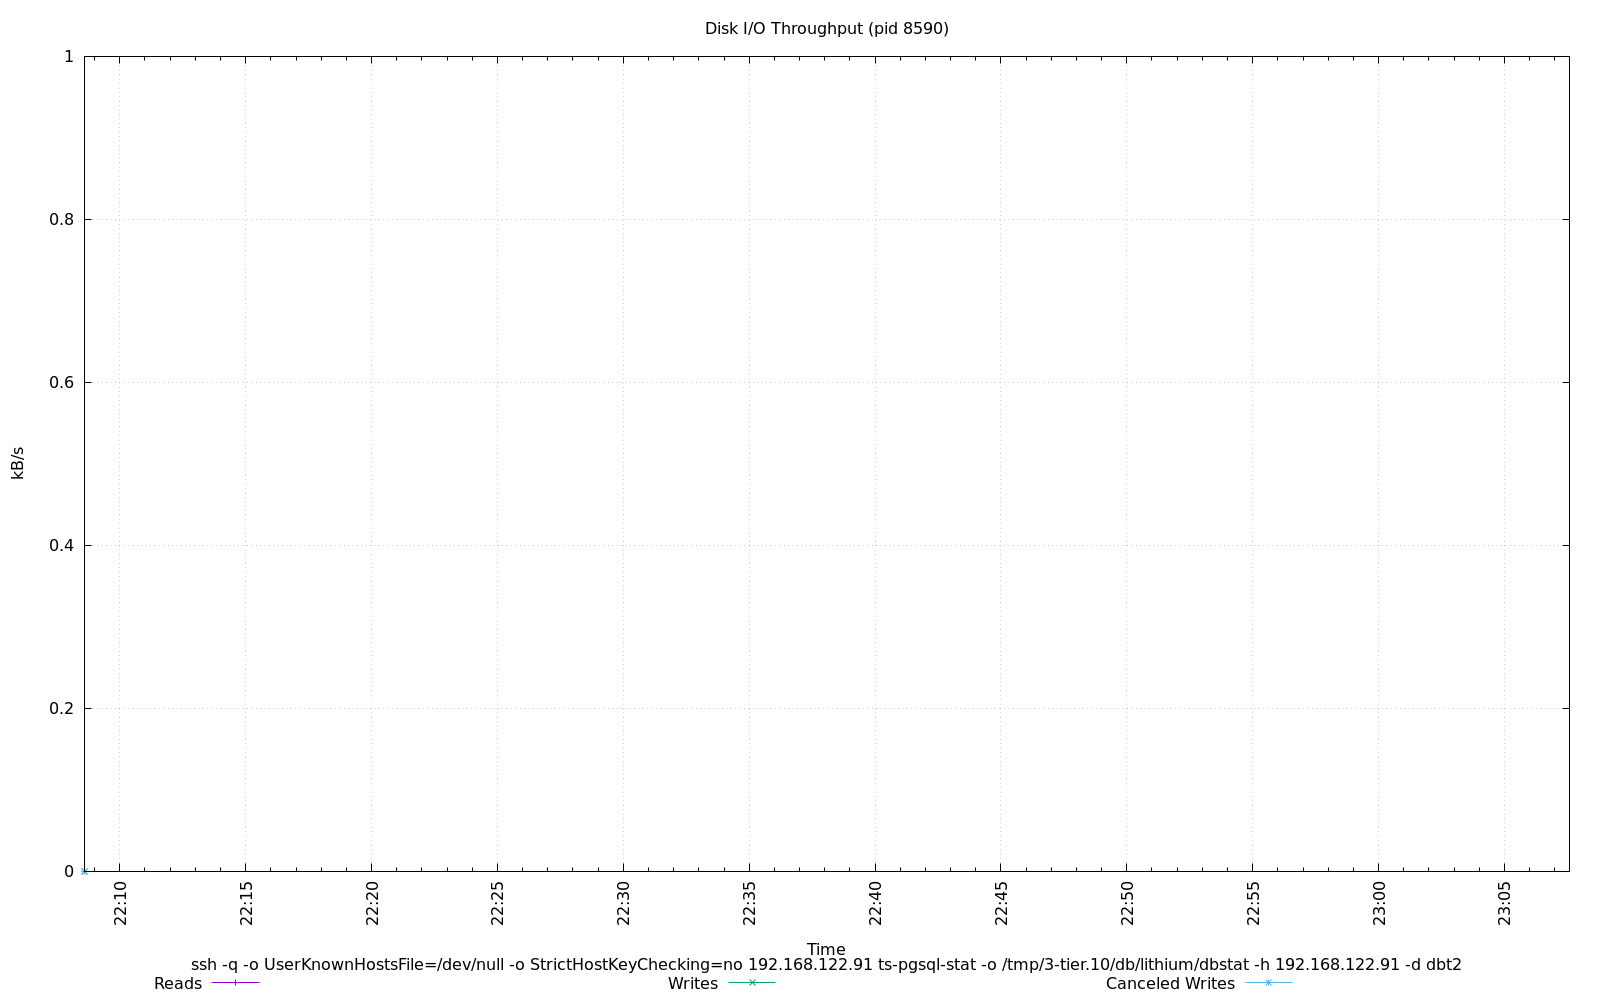 Disk I/O Throughput (pid 8590)
1
0.8
0.6
0.4
0.2
0
kB/s
22:10 22:15 22:20 22:25 22:30 22:35 22:40 22:45 22:50 22:55 23:00 23:05
Time
ssh -q -o UserKnownHostsFile=/dev/null -o StrictHostKeyChecking=no 192.168.122.91 ts-pgsql-stat -o /tmp/3-tier.10/db/lithium/dbstat -h 192.168.122.91 -d dbt2
Reads Writes Canceled Writes